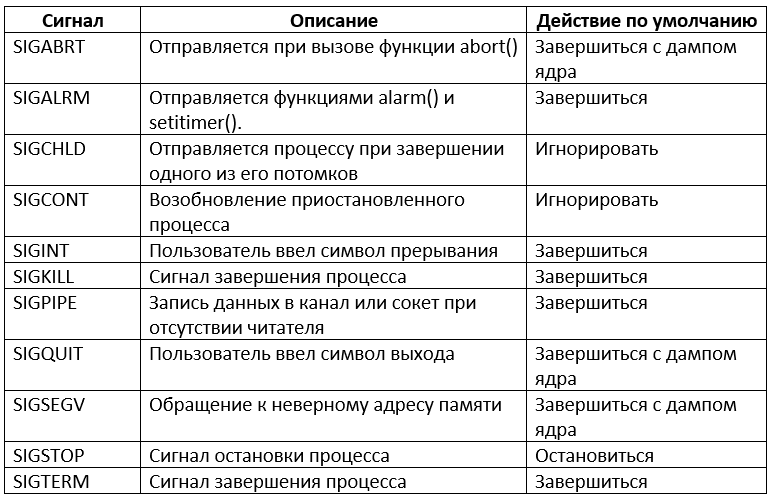 Сигнал Описание Действие по умолчанию
SIGABRT Отправляется при вызове функции abort() Завершиться с дампом
ядра
SIGALRM Отправляется функциями alarm() и Завершиться
setitimer().
SIGCHLD Отправляется процессу при завершении Игнорировать
одного из его потомков
SIGCONT Возобновление приостановленного Игнорировать
процесса
SIGINT Пользователь ввел символ прерывания Завершиться
SIGKILL Сигнал завершения процесса Завершиться
SIGPIPE Запись данных в канал или сокет при Завершиться
отсутствии читателя
SIGQUIT Пользователь ввел символ выхода Завершиться с дампом
ядра
SIGSEGV Обращение к неверному адресу памяти Завершиться с дампом
ядра
SIGSTOP Сигнал остановки процесса Остановиться
SIGTERM Сигнал завершения процесса Завершиться